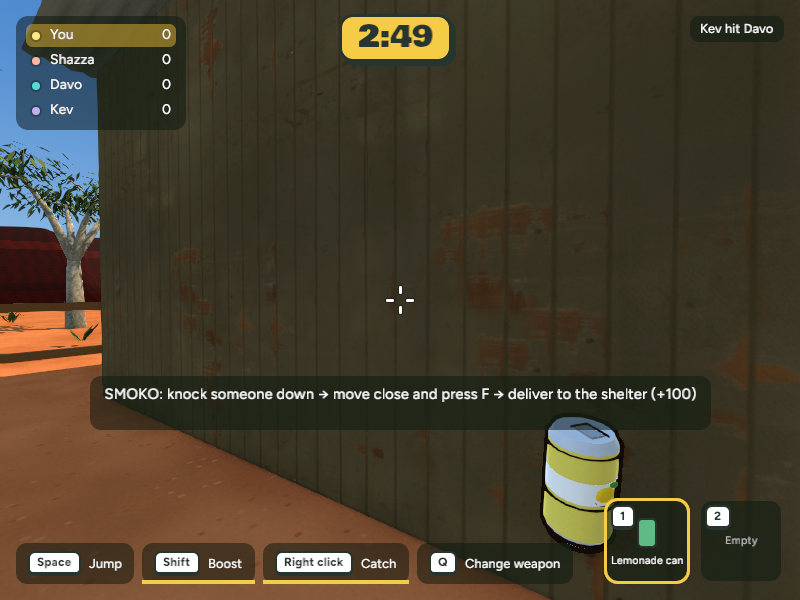 You 0
Shazza 0
Davo 0
Kev 0
2:49
Kev hit Davo
SMOKO: knock someone down → move close and press F → deliver to the shelter (+100)
1
Lemonade can
2
Empty
Space Jump
Shift Boost
Right click Catch
Q Change weapon